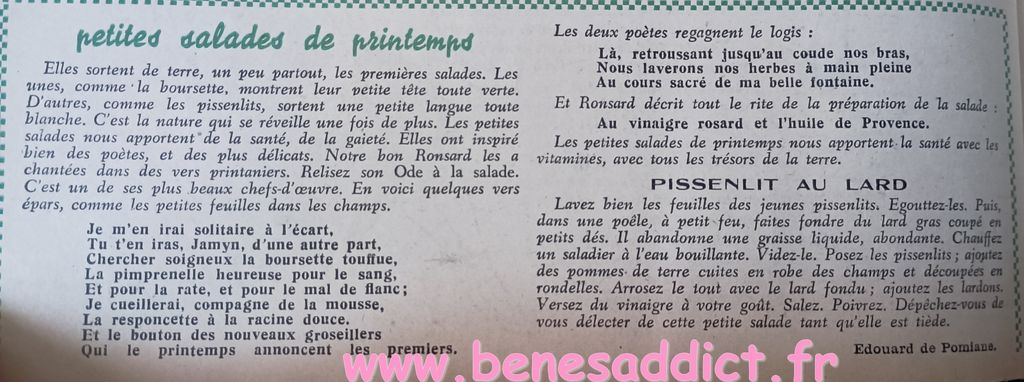 petites salades de printemps
Elles sortent de terre, un peu partout, les premières salades. Les
unes, comme la boursette, montrent leur petite tête toute verte.
D'autres, comme les pissenlits, sortent une petite langue toute
blanche. C'est la nature qui se réveille une fois de plus. Les petites
salades nous apportent de la santé, de la gaieté. Elles ont inspiré
bien des poètes, et des plus délicats. Notre bon Ronsard les a
chantées dans des vers printaniers. Relisez son Ode à la salade.
C'est un de ses plus beaux chefs-d'œuvre. En voici quelques vers
épars, comme les petites feuilles dans les champs.
Je m'en irai solitaire à l'écart,
Tu t'en iras, Jamyn, d'une autre part,
Chercher soigneux la boursette touffue,
La pimprenelle heureuse pour le sang,
Et pour la rate, et pour le mal de flanc;
Je cueillerai, compagne de la mousse,
La responcette à la racine douce.
Et le bouton des nouveaux groseillers
Qui le printemps annoncent les premiers.
Les deux poètes regagnent le logis :
Là, retroussant jusqu'au coude nos bras,
Nous laverons nos herbes à main pleine
Au cours sacré de ma belle fontaine.
Et Ronsard décrit tout le rite de la préparation de la salade :
Au vinaigre rosard et l'huile de Provence.
Les petites salades de printemps nous apportent la santé avec les
vitamines, avec tous les trésors de la terre.
PISSENLIT AU LARD
Lavez bien les feuilles des jeunes pissenlits. Egouttez-les. Puis,
dans une poêle, à petit feu, faites fondre du lard gras coupé en
petits dés. Il abandonne une graisse liquide, abondante. Chauffez
un saladier à l'eau bouillante. Videz-le. Posez les pissenlits; ajoutez
des pommes de terre cuites en robe des champs et découpées en
rondelles. Arrosez le tout avec le lard fondu; ajoutez les lardons.
Versez du vinaigre à votre goût. Salez. Poivrez. Dépêchez-vous de
vous délecter de cette petite salade tant qu'elle est tiède.
Edouard de Pomiane.
www.benesaddict.fr